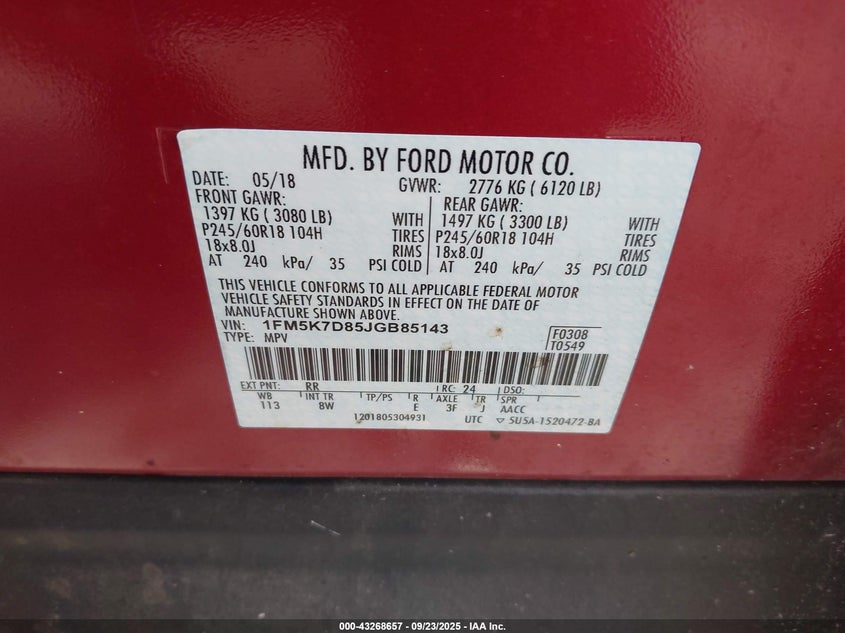 MFD. BY FORD MOTOR CO.
DATE: 05/18 GVWR: 2776 KG ( 6120 LB)
FRONT GAWR: REAR GAWR:
1397 KG ( 3080 LB) WITH 1497 KG ( 3300 LB) WITH
P245/60R18 104H TIRES P245/60R18 104H TIRES
18x8.0J RIMS 18x8.0J RIMS
AT 240 kPa/ 35 PSI COLD AT 240 kPa/ 35 PSI COLD
THIS VEHICLE CONFORMS TO ALL APPLICABLE FEDERAL MOTOR
VEHICLE SAFETY STANDARDS IN EFFECT ON THE DATE OF
MANUFACTURE SHOWN ABOVE.
VIN: 1FM5K7D85JGB85143 F0308
TYPE: MPV T0549
EXT PNT: RR RC: 24 DSO:
WB INT TR TP/PS R AXLE TR SPR
113 8W E 3F J AACC
1201805304931 UTC ▽ 5U5A-1520472-BA
000-43268657 - 09/23/2025 - IAA Inc.